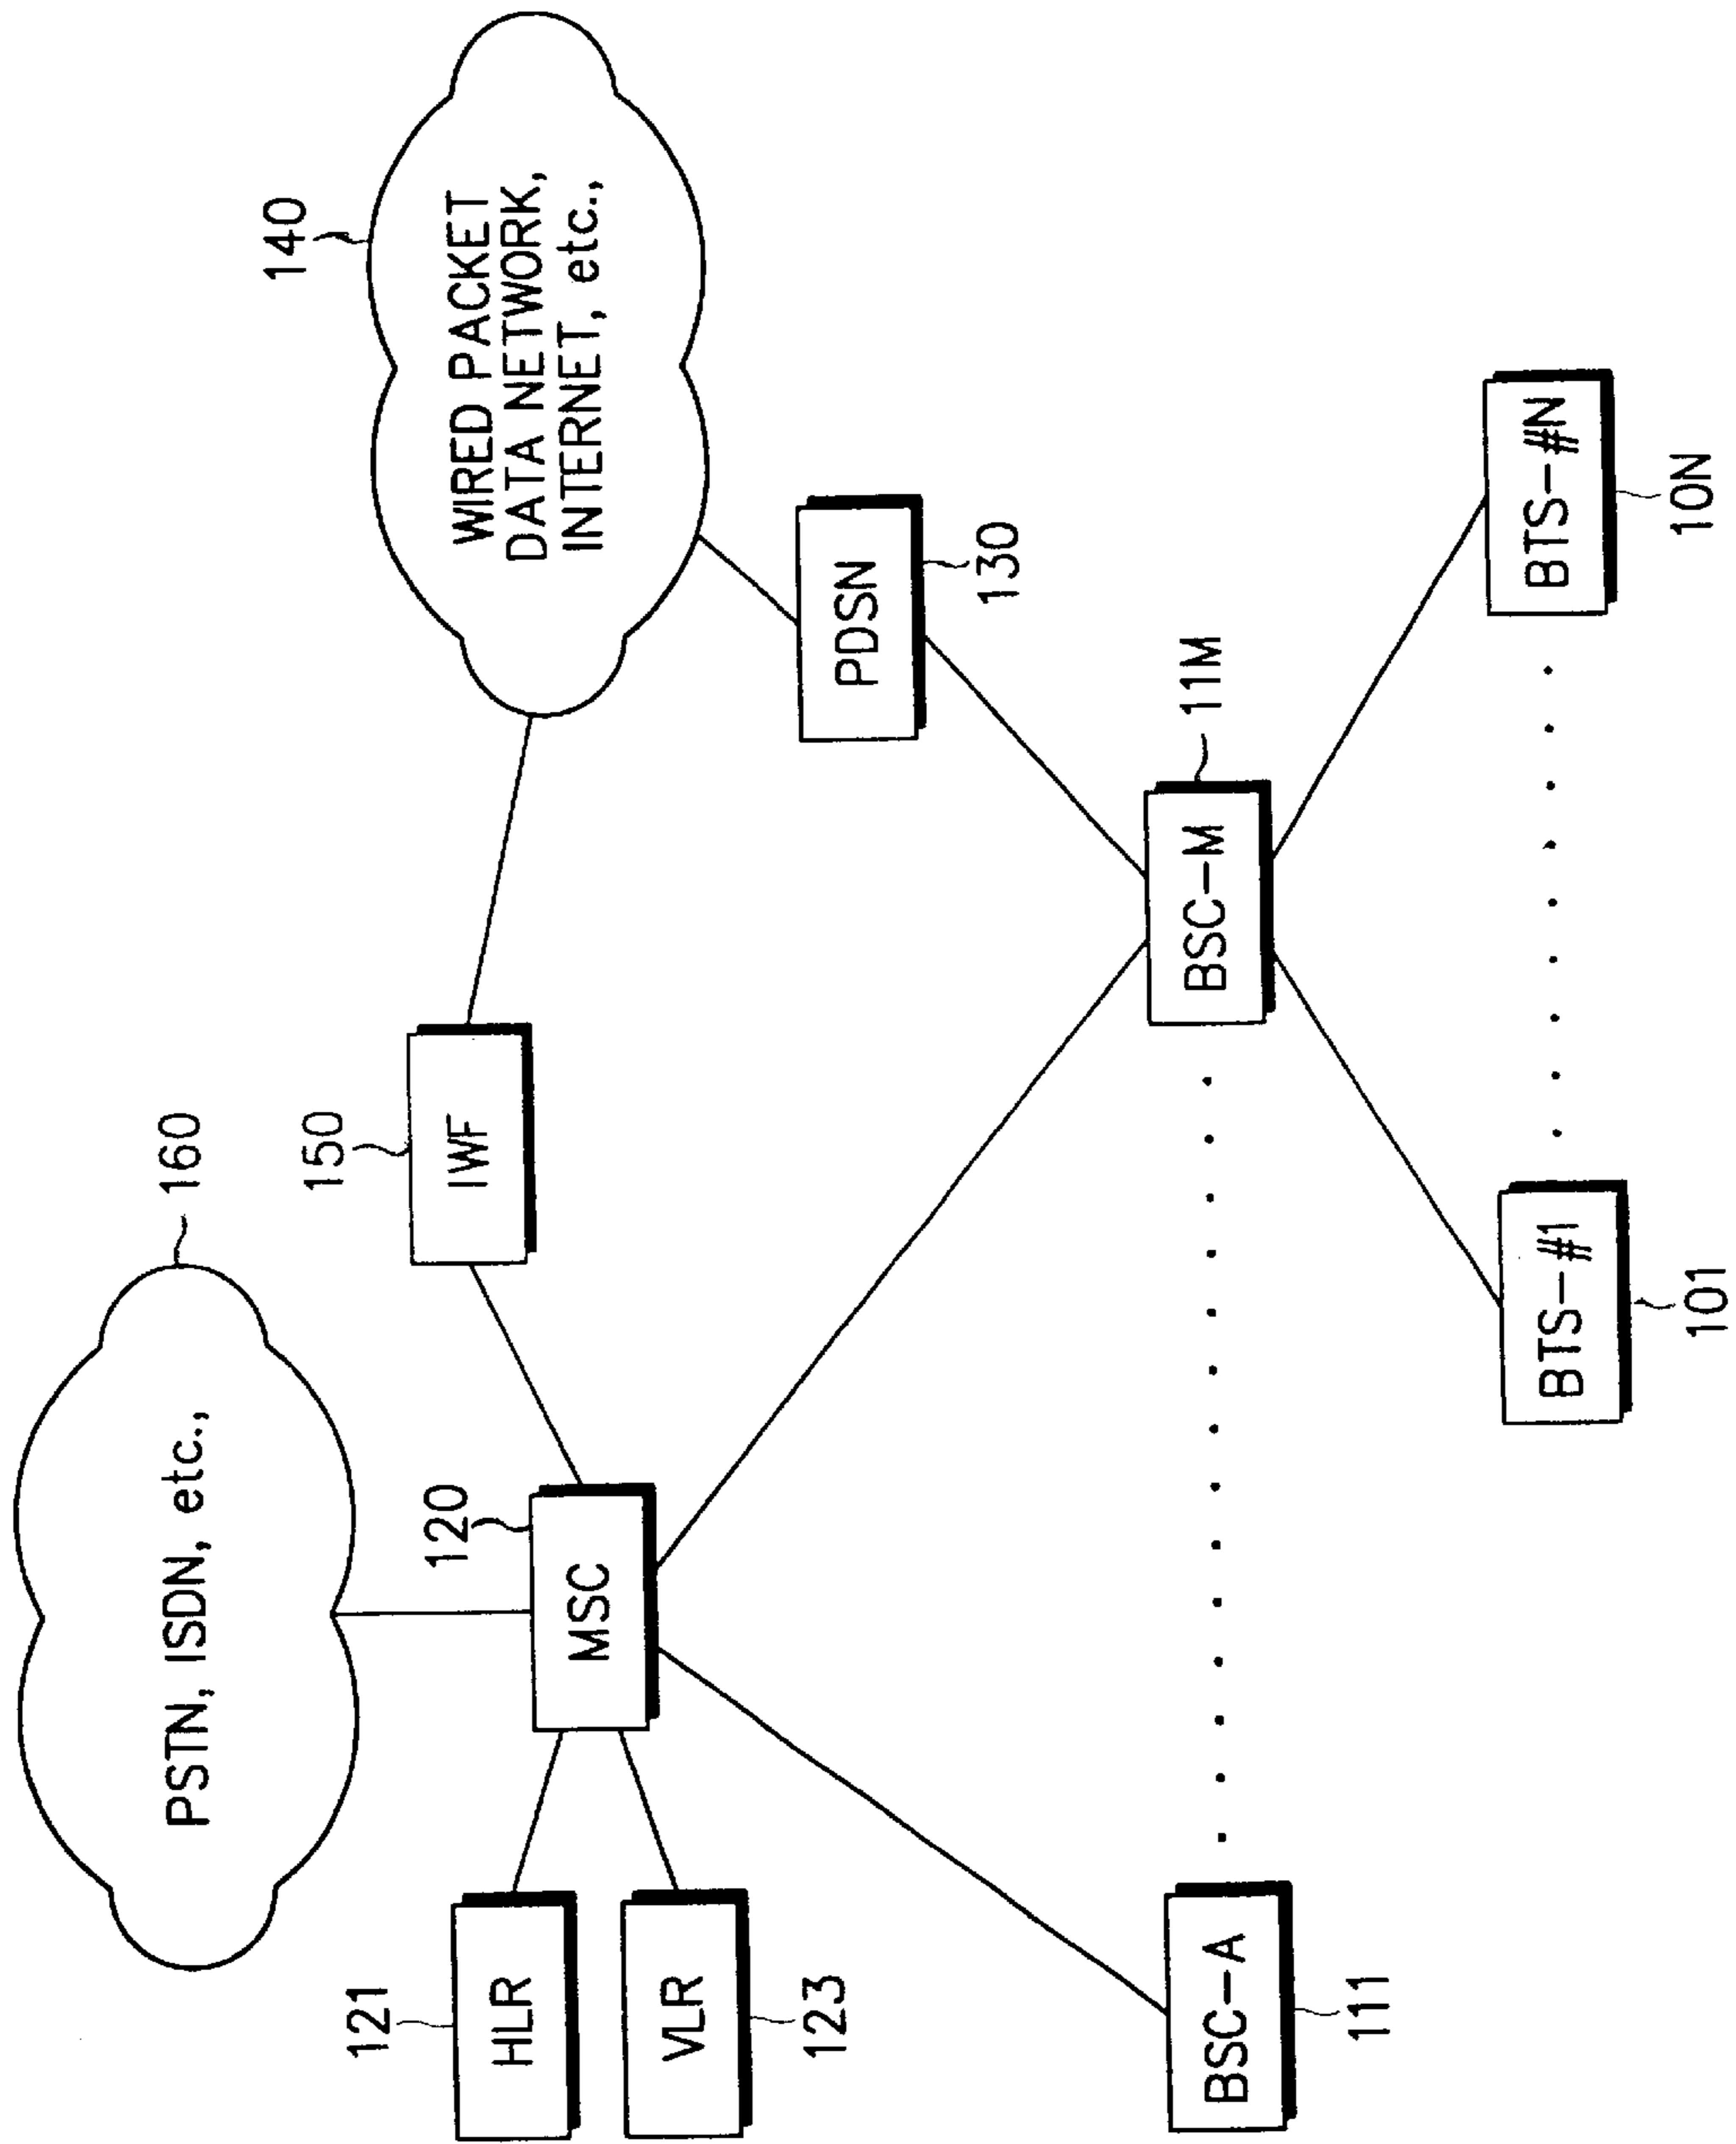 160
PSTN, ISDN, etc.,
140
WIRED PACKET
DATA NETWORK,
INTERNET, etc.,
150
IWF
121
HLR
120
MSC
VLR
123
PDSN
130
BSC-A
111
BSC-M
11M
BTS-#1
101
BTS-#N
10N